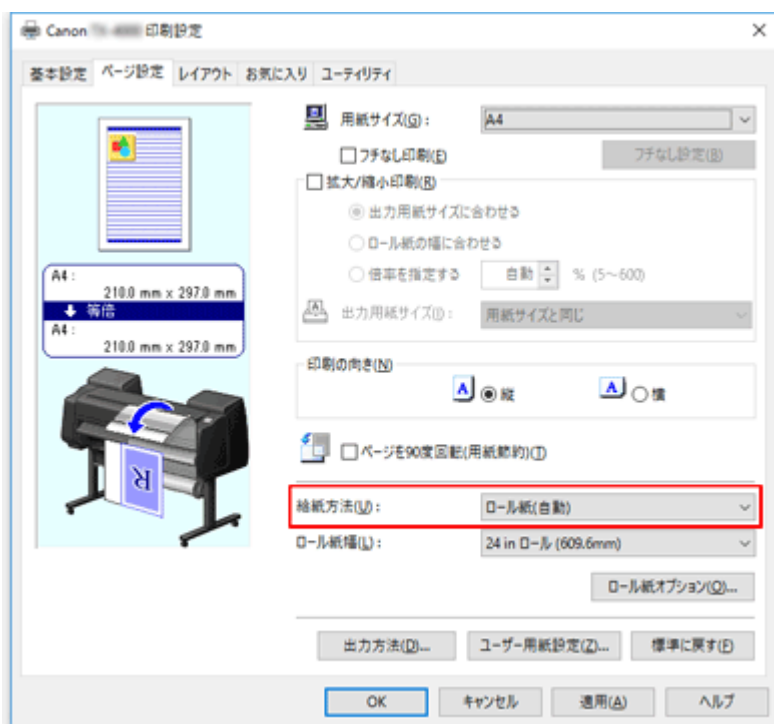 Canon 印刷設定
基本設定 ページ設定 レイアウト お気に入り ユーティリティ
用紙サイズ(G): A4
フチなし印刷(E) フチなし設定(B)
拡大/縮小印刷(R)
出力用紙サイズに合わせる
ロール紙の幅に合わせる
倍率を指定する 自動 % (5～600)
出力用紙サイズ(I): 用紙サイズと同じ
A4 :
210.0 mm x 297.0 mm
等倍
A4 :
210.0 mm x 297.0 mm
印刷の向き(N)
A 縦 A 横
ページを90度回転(用紙節約)(T)
R
給紙方法(U): ロール紙(自動)
ロール紙幅(L): 24 in ロール (609.6mm)
ロール紙オプション(O)...
出力方法(D)... ユーザー用紙設定(Z)... 標準に戻す(F)
OK キャンセル 適用(A) ヘルプ